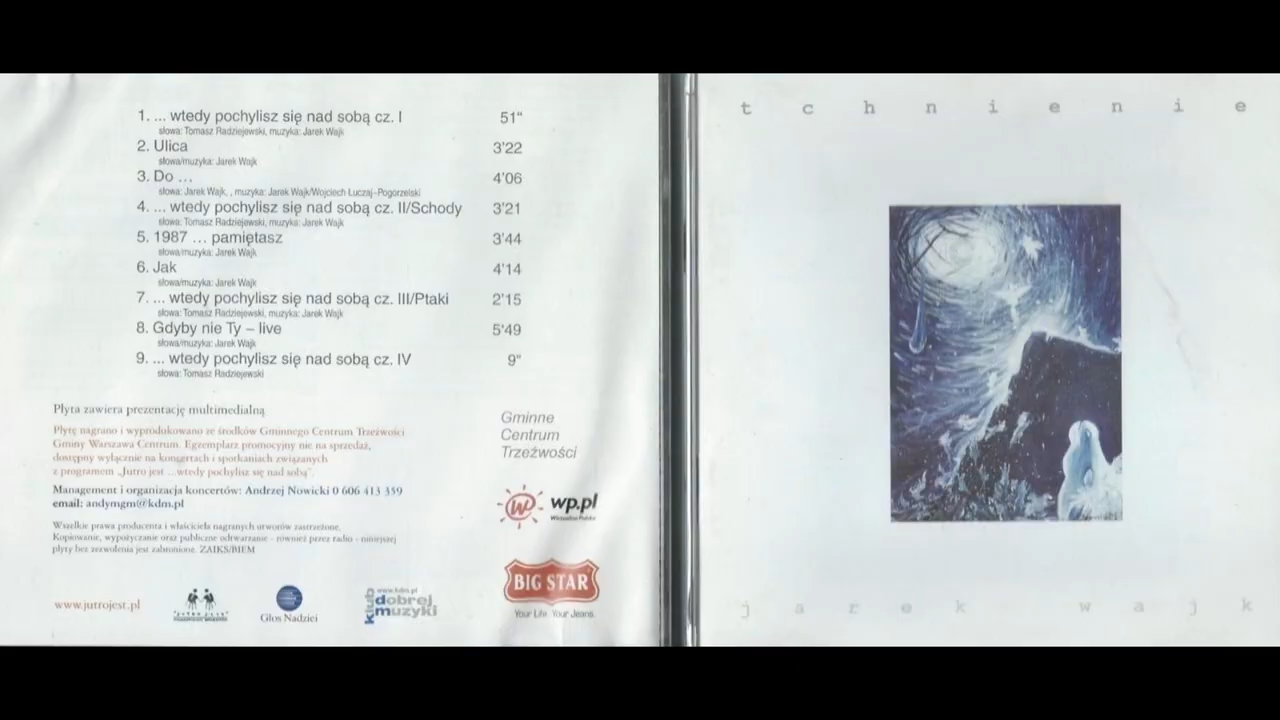 1. ... wtedy pochylisz się nad sobą cz. I 51"
słowa: Tomasz Radziejewski, muzyka: Jarek Wajk
2. Ulica 3'22
słowa/muzyka: Jarek Wajk
3. Do ... 4'06
słowa: Jarek Wajk, , muzyka: Jarek Wajk/Wojciech Łuczaj-Pogorzelski
4. ... wtedy pochylisz się nad sobą cz. II/Schody 3'21
słowa: Tomasz Radziejewski, muzyka: Jarek Wajk
5. 1987 ... pamiętasz 3'44
słowa/muzyka: Jarek Wajk
6. Jak 4'14
słowa/muzyka: Jarek Wajk
7. ... wtedy pochylisz się nad sobą cz. III/Ptaki 2'15
słowa: Tomasz Radziejewski, muzyka: Jarek Wajk
8. Gdyby nie Ty – live 5'49
słowa/muzyka: Jarek Wajk
9. ... wtedy pochylisz się nad sobą cz. IV 9"
słowa: Tomasz Radziejewski
Płyta zawiera prezentację multimedialną
Płytę nagrano i wyprodukowano ze środków Gminnego Centrum Trzeźwości
Gminy Warszawa Centrum. Egzemplarz promocyjny nie na sprzedaż,
dostępny wyłącznie na koncertach i spotkaniach związanych
z programem „Jutro jest ...wtedy pochylisz się nad sobą".
Management i organizacja koncertów: Andrzej Nowicki 0 606 413 359
email: andymgm@kdm.pl
Wszelkie prawa producenta i właściciela nagranych utworów zastrzeżone.
Kopiowanie, wypożyczanie oraz publiczne odtwarzanie - również przez radio - niniejszej
płyty bez zezwolenia jest zabronione. ZAIKS/BIEM
Gminne
Centrum
Trzeźwości
wp.pl
Wirtualna Polska
BIG STAR
Your Life. Your Jeans.
www.jutrojest.pl
Głos Nadziei
www.kdm.pl
klub
dobrej
muzyki
tchnienie
jarek wajk